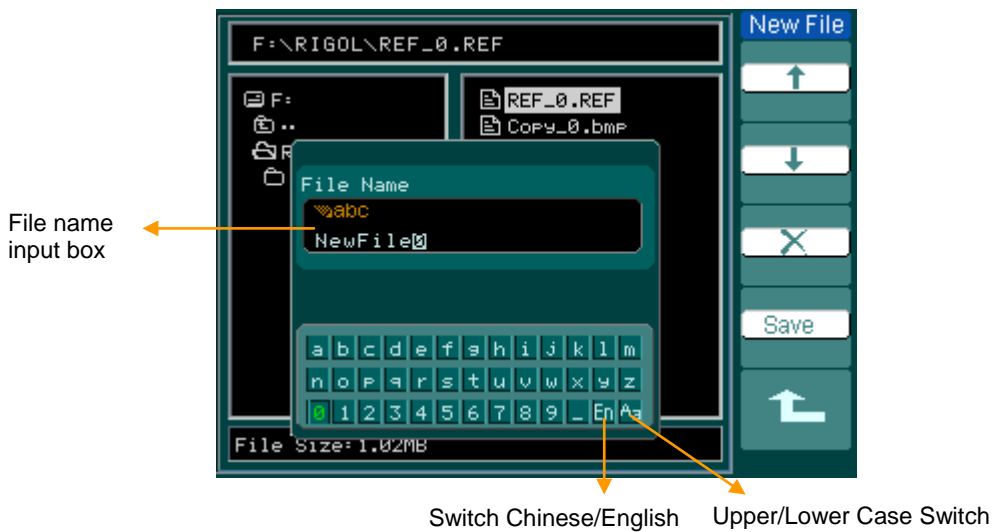 New File
F:\RIGOL\REF_0.REF
F:
..
R
REF_0.REF
Copy_0.bmp
File Name
abc
NewFile0
a b c d e f g h i j k l m
n o p q r s t u v w x y z
0 1 2 3 4 5 6 7 8 9 _ En Aa
Save
File Size:1.02MB
File name
input box
Switch Chinese/English
Upper/Lower Case Switch